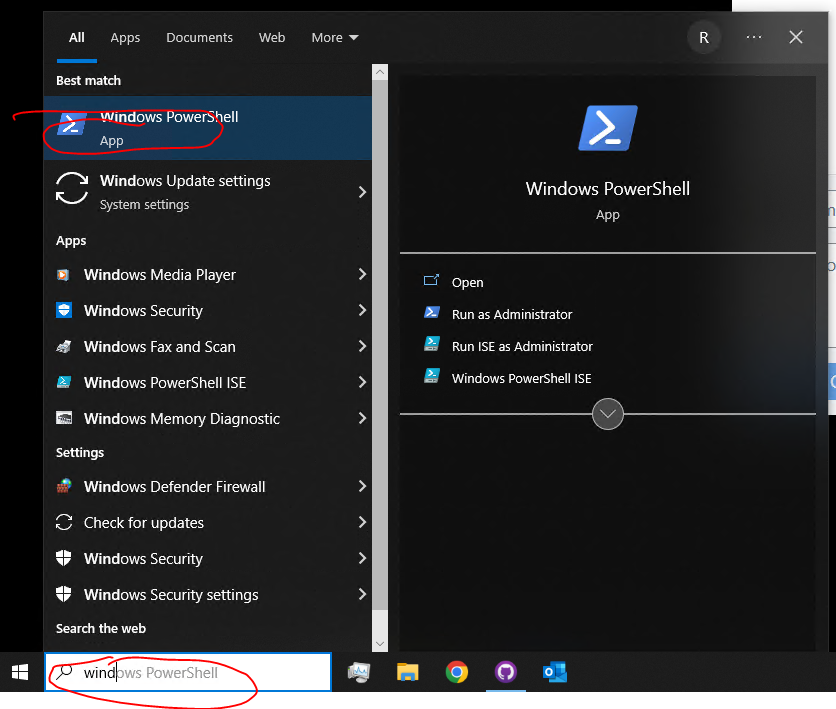 All Apps Documents Web More R ...
Best match
Windows PowerShell
App
Windows Update settings
System settings
Apps
Windows Media Player
Windows Security
Windows Fax and Scan
Windows PowerShell ISE
Windows Memory Diagnostic
Settings
Windows Defender Firewall
Check for updates
Windows Security
Windows Security settings
Search the web
windows PowerShell
Windows PowerShell
App
Open
Run as Administrator
Run ISE as Administrator
Windows PowerShell ISE